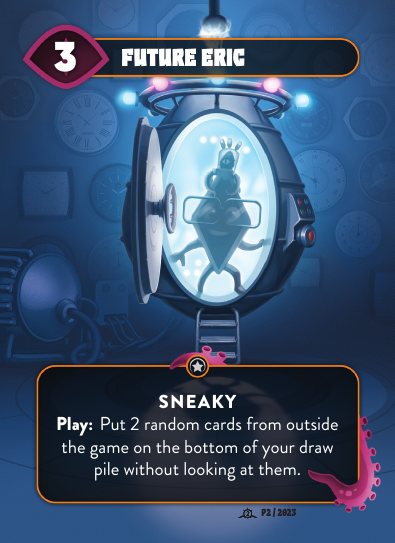 3
FUTURE ERIC
SNEAKY
Play: Put 2 random cards from outside
the game on the bottom of your draw
pile without looking at them.
2 P2 / 2023